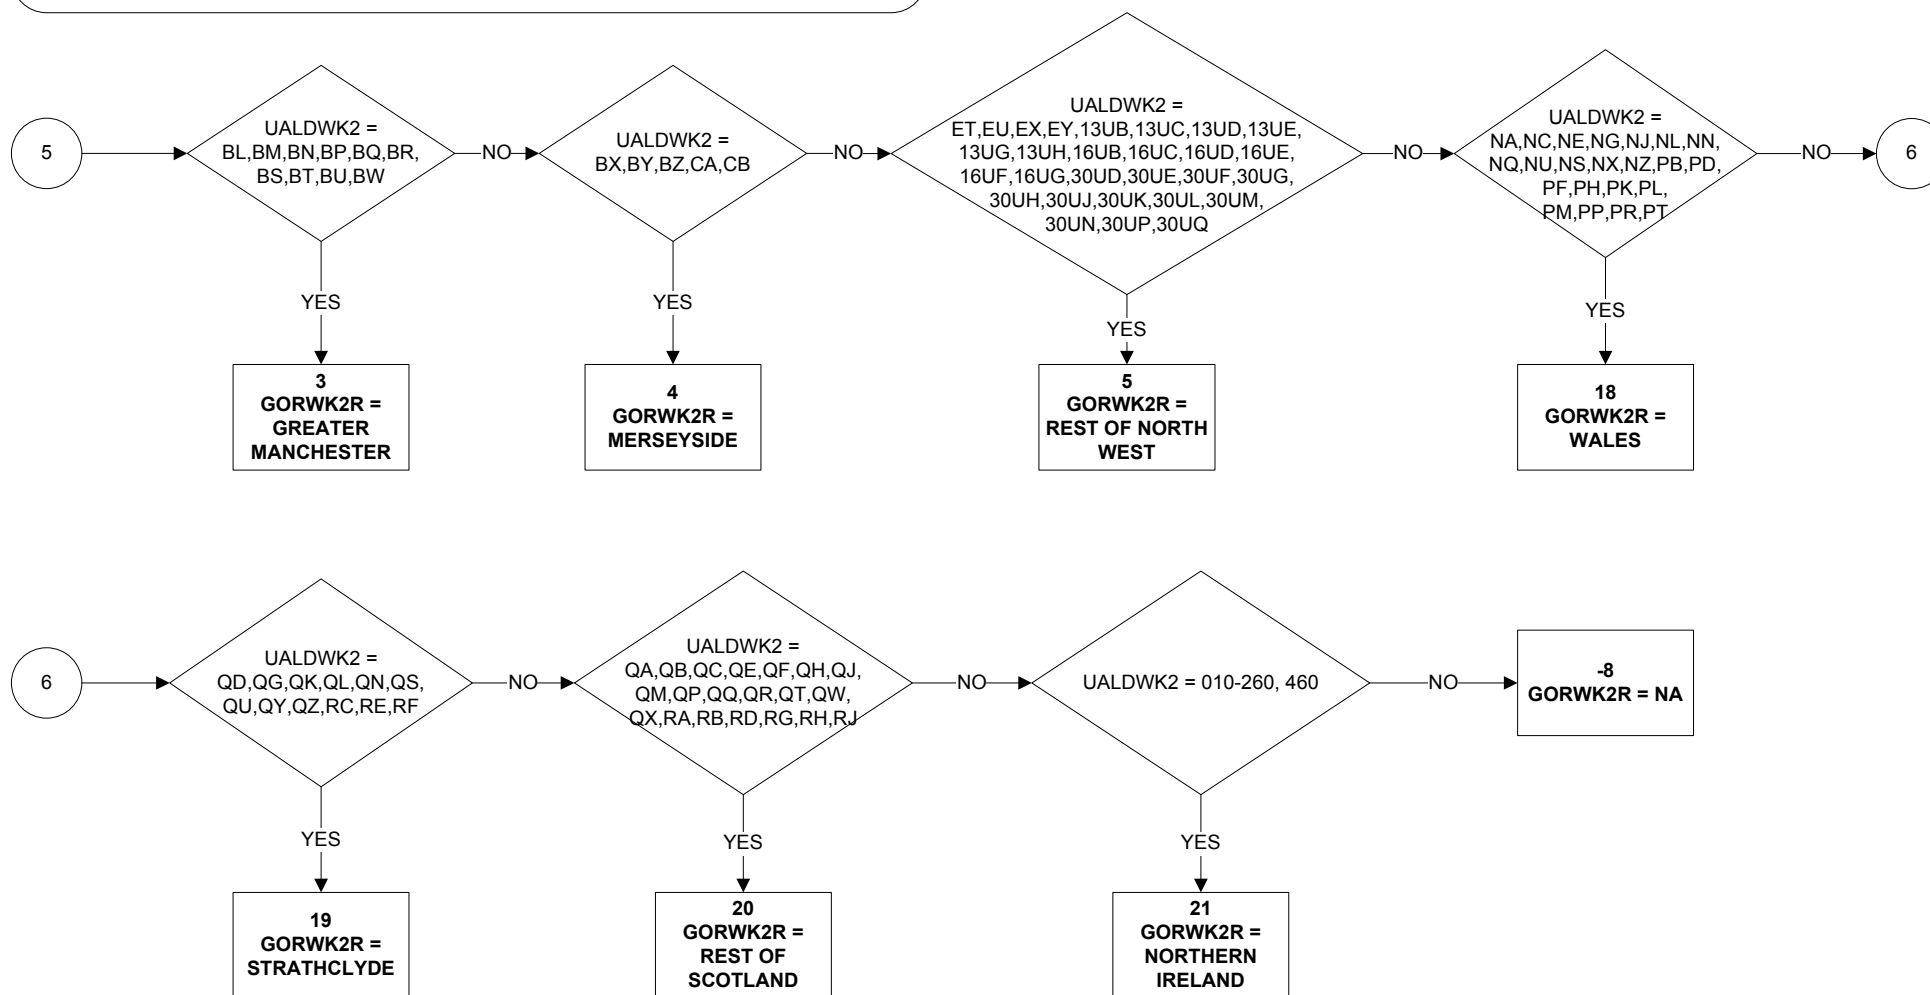 5
UALDWK2 =
BL,BM,BN,BP,BQ,BR,
BS,BT,BU,BW
NO
UALDWK2 =
BX,BY,BZ,CA,CB
NO
UALDWK2 =
ET,EU,EX,EY,13UB,13UC,13UD,13UE,
13UG,13UH,16UB,16UC,16UD,16UE,
16UF,16UG,30UD,30UE,30UF,30UG,
30UH,30UJ,30UK,30UL,30UM,
30UN,30UP,30UQ
NO
UALDWK2 =
NA,NC,NE,NG,NJ,NL,NN,
NQ,NU,NS,NX,NZ,PB,PD,
PF,PH,PK,PL,
PM,PP,PR,PT
NO
6
YES
YES
YES
YES
3
GORWK2R =
GREATER
MANCHESTER
4
GORWK2R =
MERSEYSIDE
5
GORWK2R =
REST OF NORTH
WEST
18
GORWK2R =
WALES
6
UALDWK2 =
QD,QG,QK,QL,QN,QS,
QU,QY,QZ,RC,RE,RF
NO
UALDWK2 =
QA,QB,QC,QE,QF,QH,QJ,
QM,QP,QQ,QR,QT,QW,
QX,RA,RB,RD,RG,RH,RJ
NO
UALDWK2 = 010-260, 460
NO
-8
GORWK2R = NA
YES
YES
YES
19
GORWK2R =
STRATHCLYDE
20
GORWK2R =
REST OF
SCOTLAND
21
GORWK2R =
NORTHERN
IRELAND